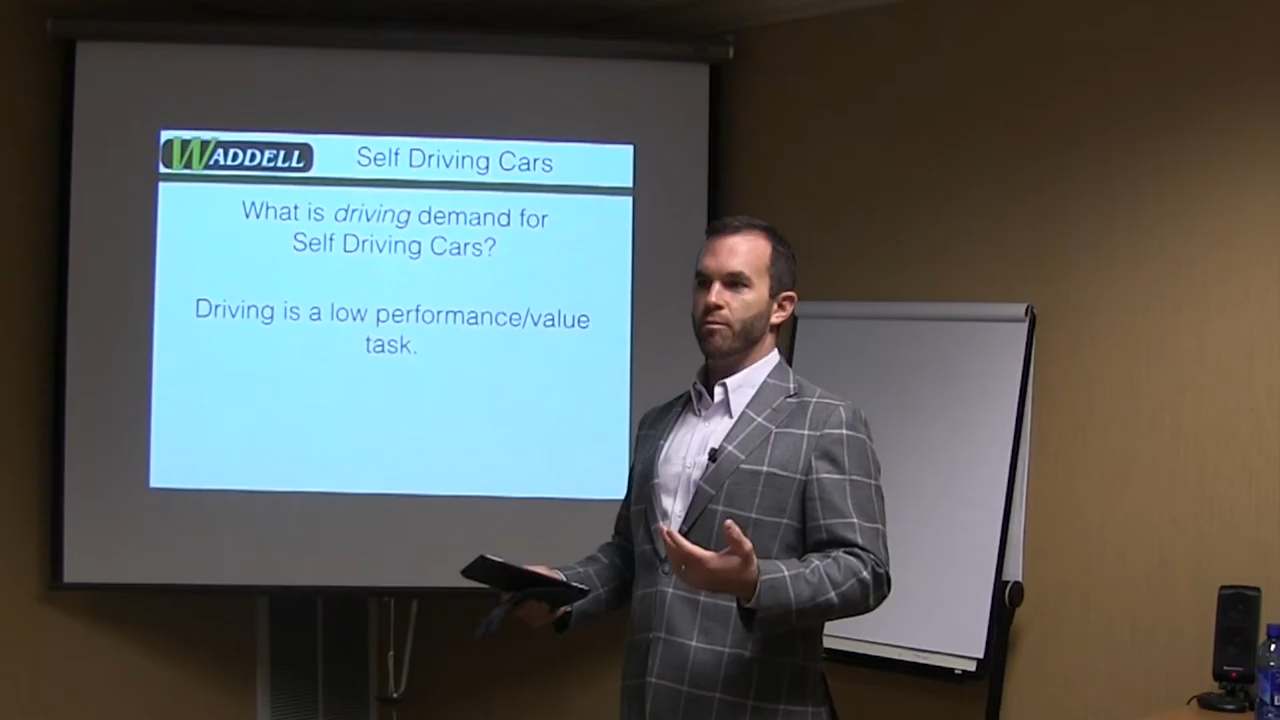 WADDELL
Self Driving Cars
What is driving demand for
Self Driving Cars?
Driving is a low performance/value
task.